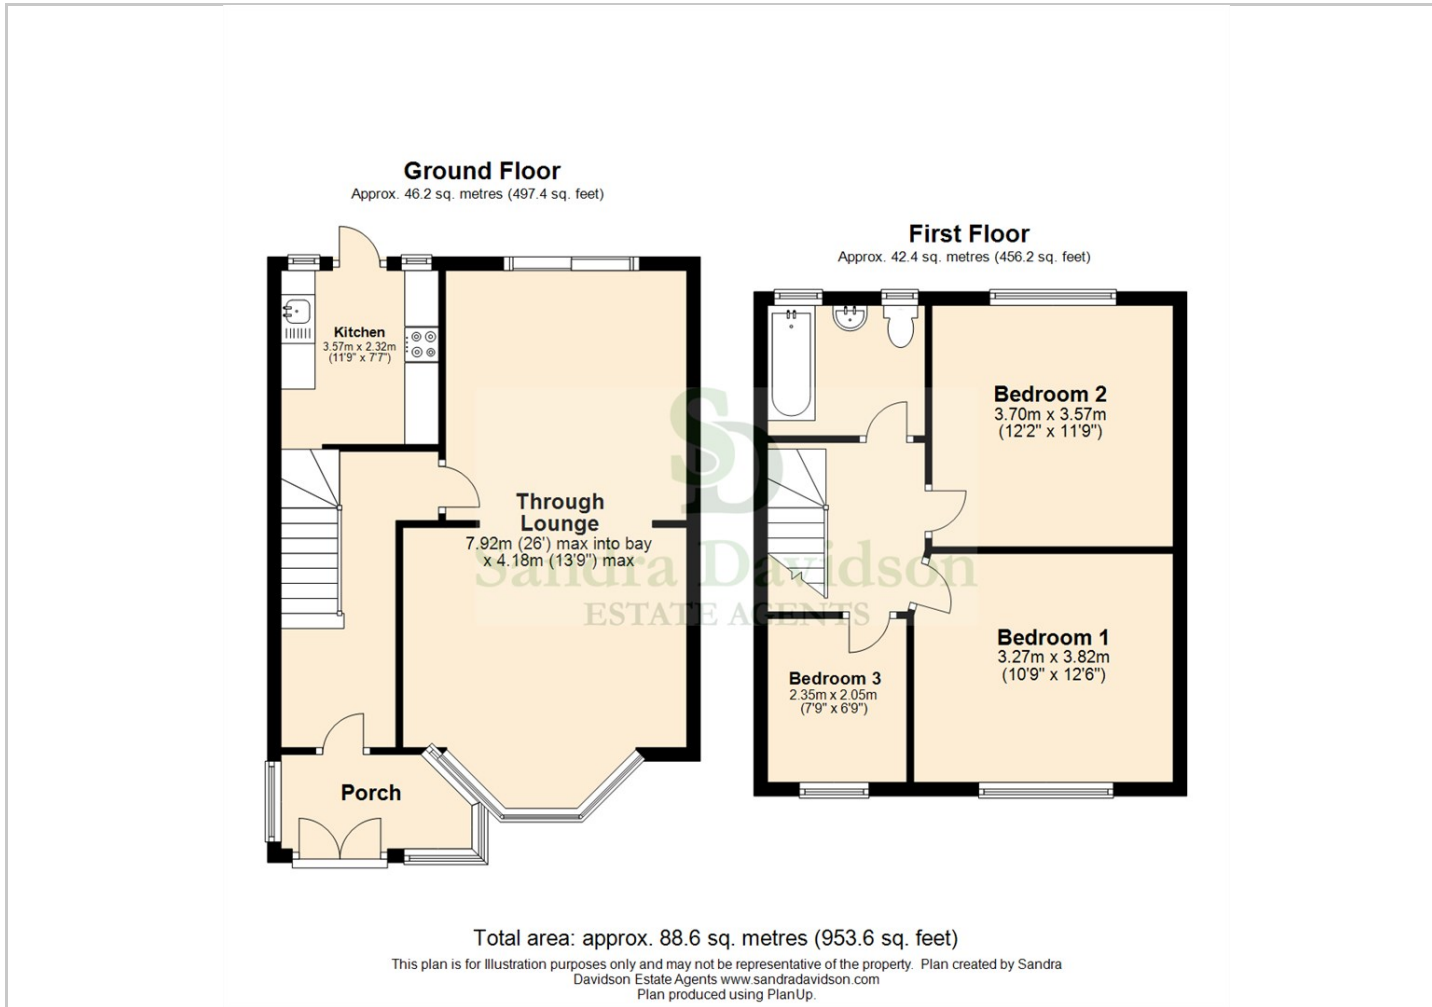 Ground Floor
Approx. 46.2 sq. metres (497.4 sq. feet)
Kitchen
3.57m x 2.32m
(11'9" x 7'7")
Through
Lounge
7.92m (26') max into bay
x 4.18m (13'9") max
Porch
First Floor
Approx. 42.4 sq. metres (456.2 sq. feet)
Bedroom 2
3.70m x 3.57m
(12'2" x 11'9")
Bedroom 1
3.27m x 3.82m
(10'9" x 12'6")
Bedroom 3
2.35m x 2.05m
(7'9" x 6'9")
SD
Sandra Davidson
ESTATE AGENTS
Total area: approx. 88.6 sq. metres (953.6 sq. feet)
This plan is for Illustration purposes only and may not be representative of the property. Plan created by Sandra
Davidson Estate Agents www.sandradavidson.com
Plan produced using PlanUp.